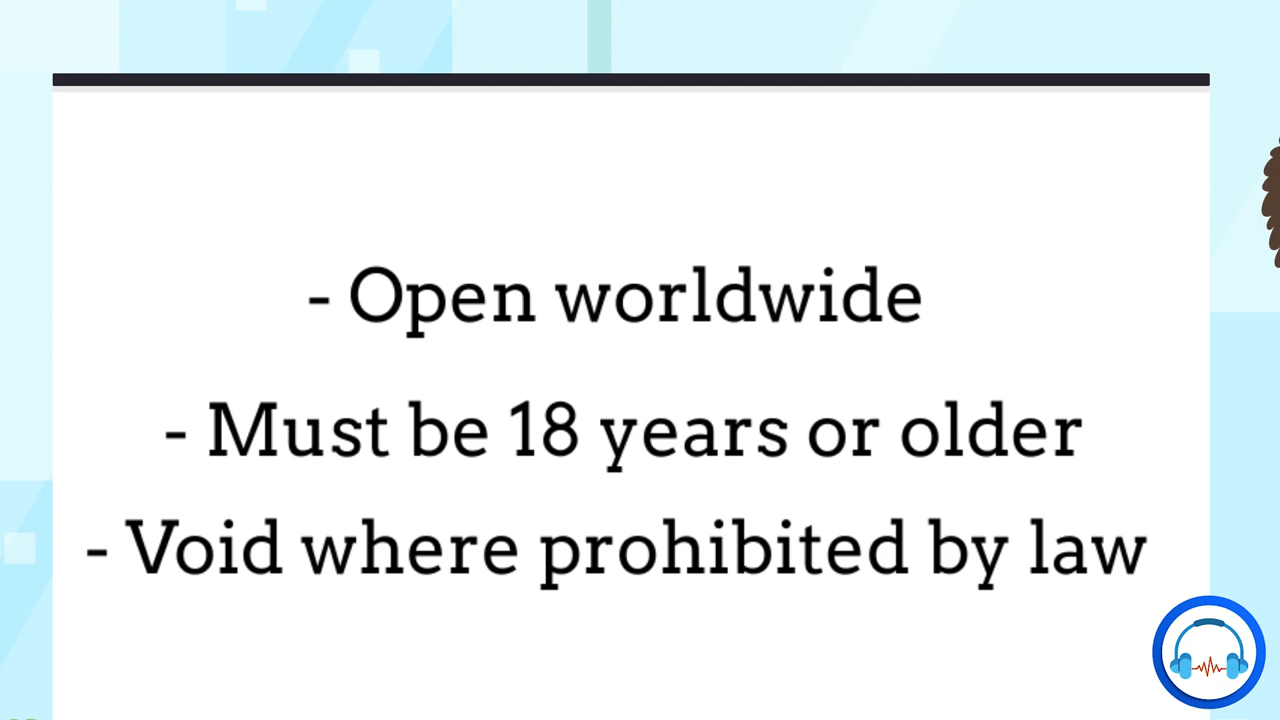 - Open worldwide
- Must be 18 years or older
- Void where prohibited by law